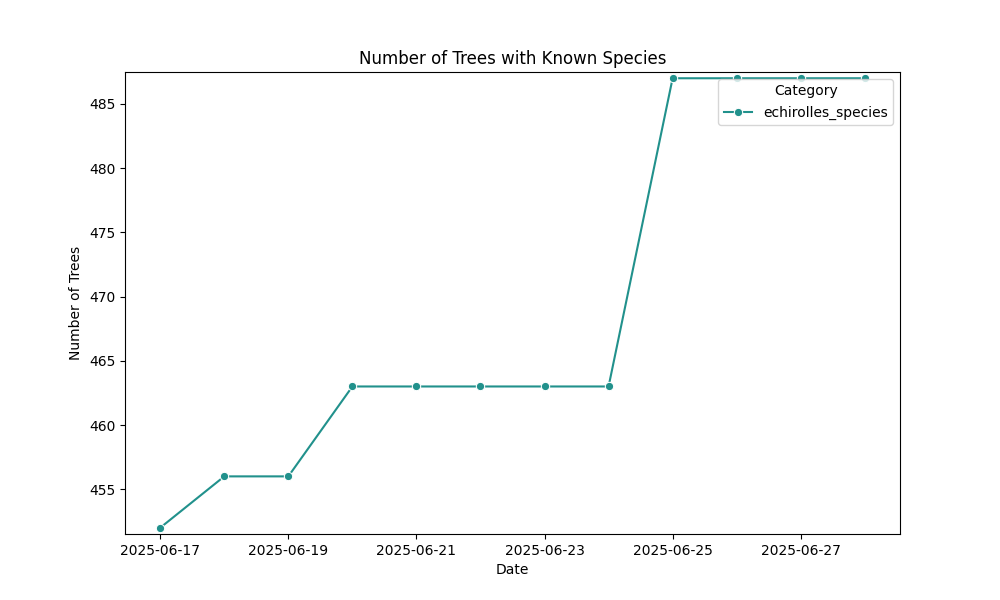 Number of Trees with Known Species
Category
echirolles_species
485
480
475
470
465
460
455
Number of Trees
2025-06-17 2025-06-19 2025-06-21 2025-06-23 2025-06-25 2025-06-27
Date